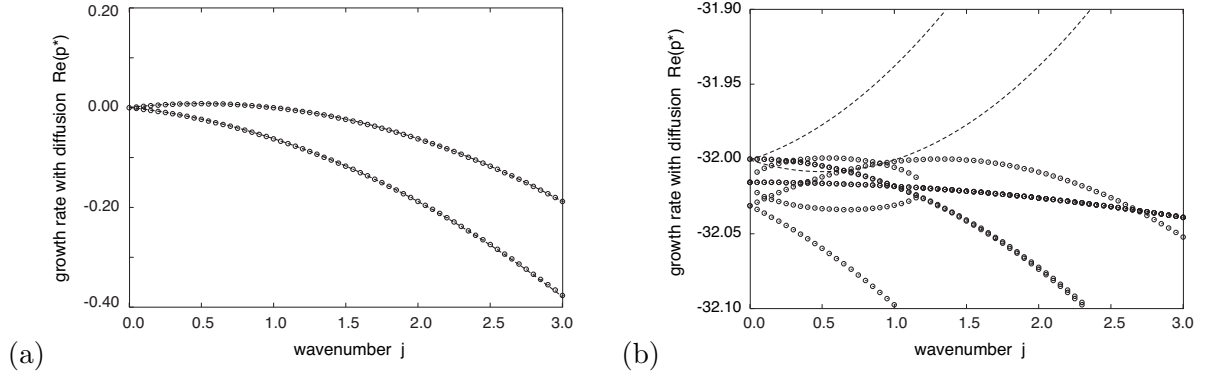 (a)
growth rate with diffusion Re(p*)
0.20
0.00
-0.20
-0.40
0.0 0.5 1.0 1.5 2.0 2.5 3.0
wavenumber j
(b)
growth rate with diffusion Re(p*)
-31.90
-31.95
-32.00
-32.05
-32.10
0.0 0.5 1.0 1.5 2.0 2.5 3.0
wavenumber j